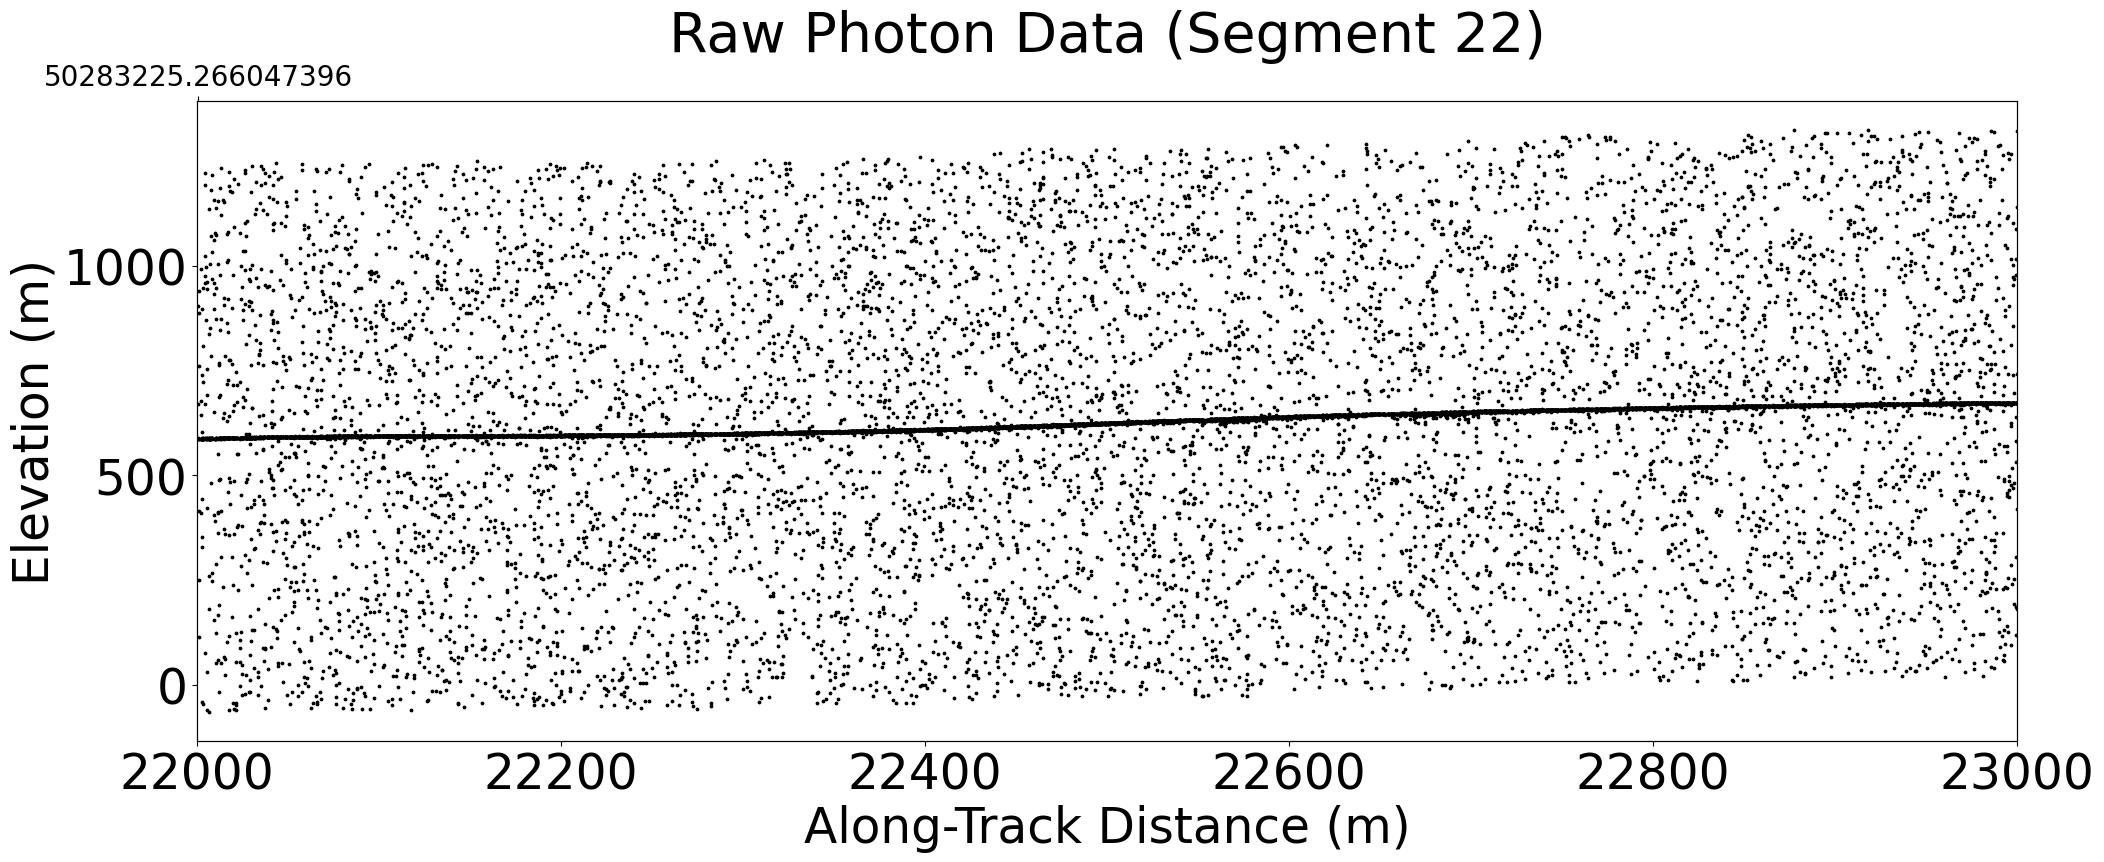 Raw Photon Data (Segment 22)
50283225.266047396
Elevation (m)
1000
500
0
22000 22200 22400 22600 22800 23000
Along-Track Distance (m)